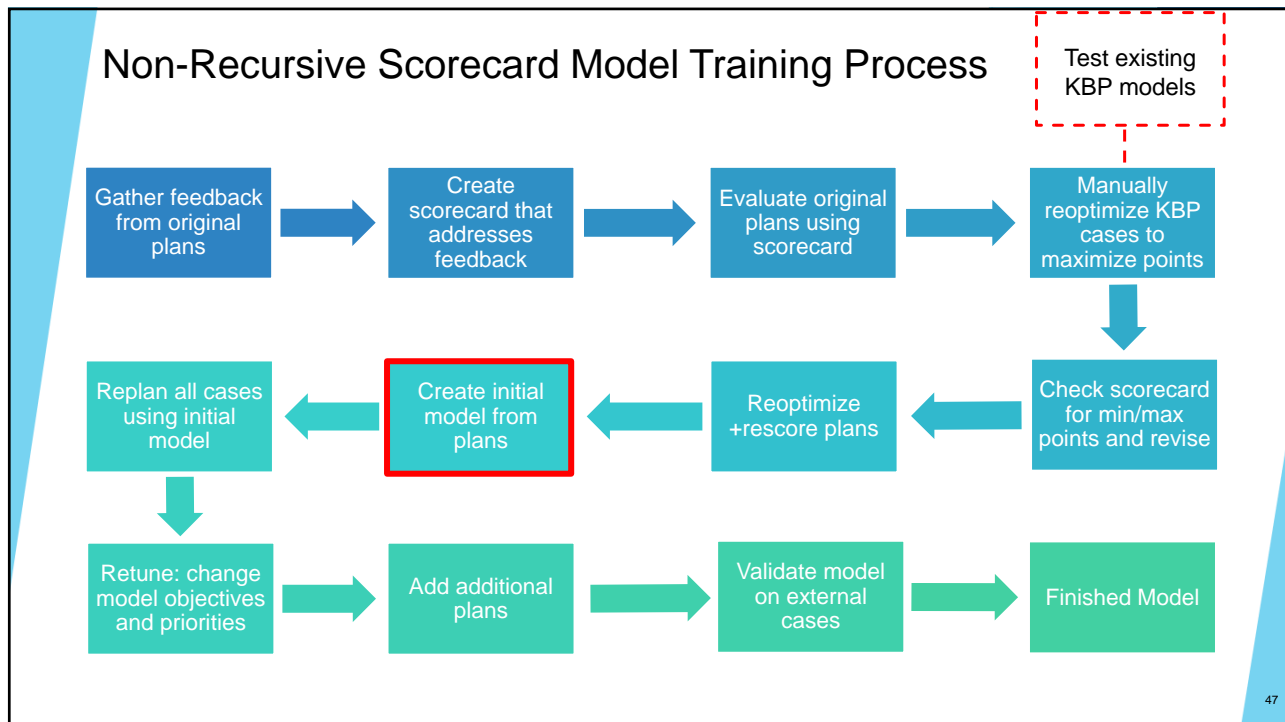 Non-Recursive Scorecard Model Training Process
Test existing
KBP models
Gather feedback
from original
plans
Create
scorecard that
addresses
feedback
Evaluate original
plans using
scorecard
Manually
reoptimize KBP
cases to
maximize points
Check scorecard
for min/max
points and revise
Reoptimize
+rescore plans
Create initial
model from
plans
Replan all cases
using initial
model
Retune: change
model objectives
and priorities
Add additional
plans
Validate model
on external
cases
Finished Model
47